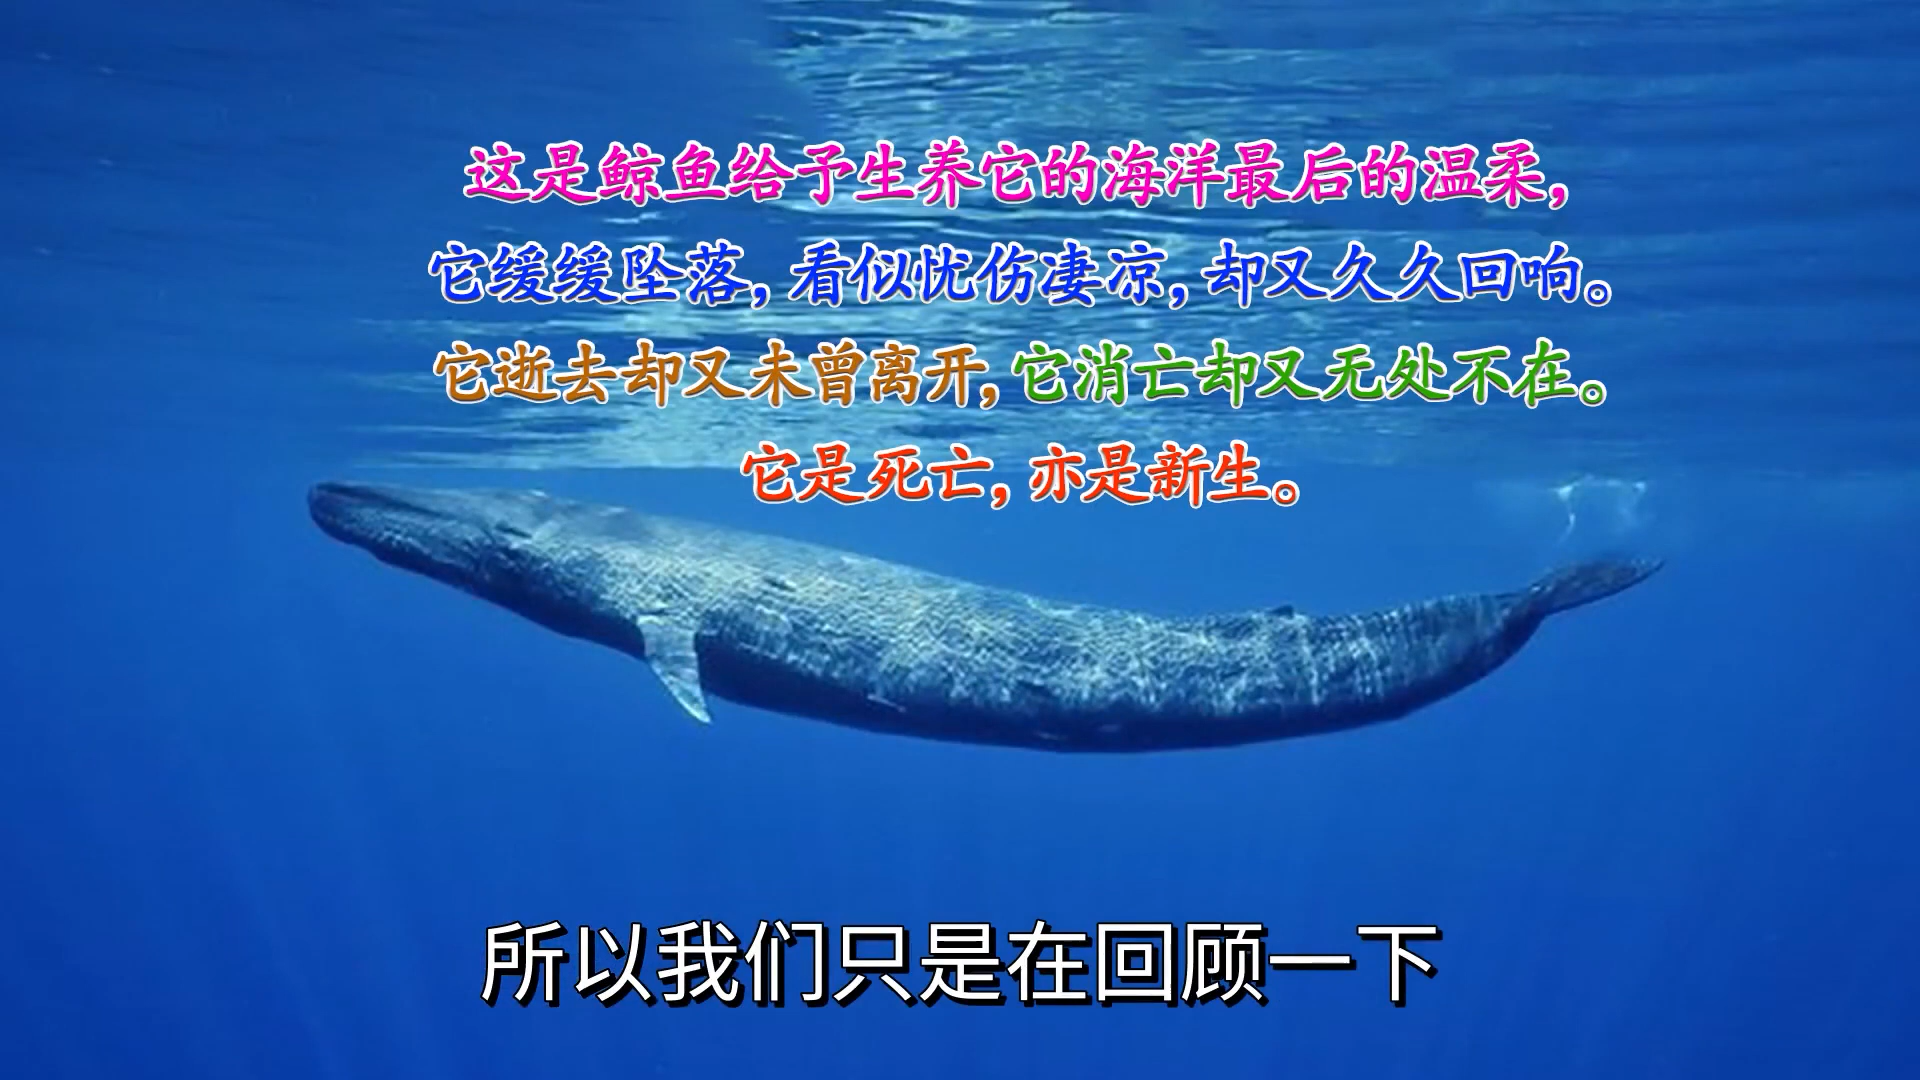 这是鲸鱼给予生养它的海洋最后的温柔,
它缓缓坠落,看似忧伤凄凉,却又久久回响。
它逝去却又未曾离开,它消亡却又无处不在。
它是死亡,亦是新生。
所以我们只是在回顾一下